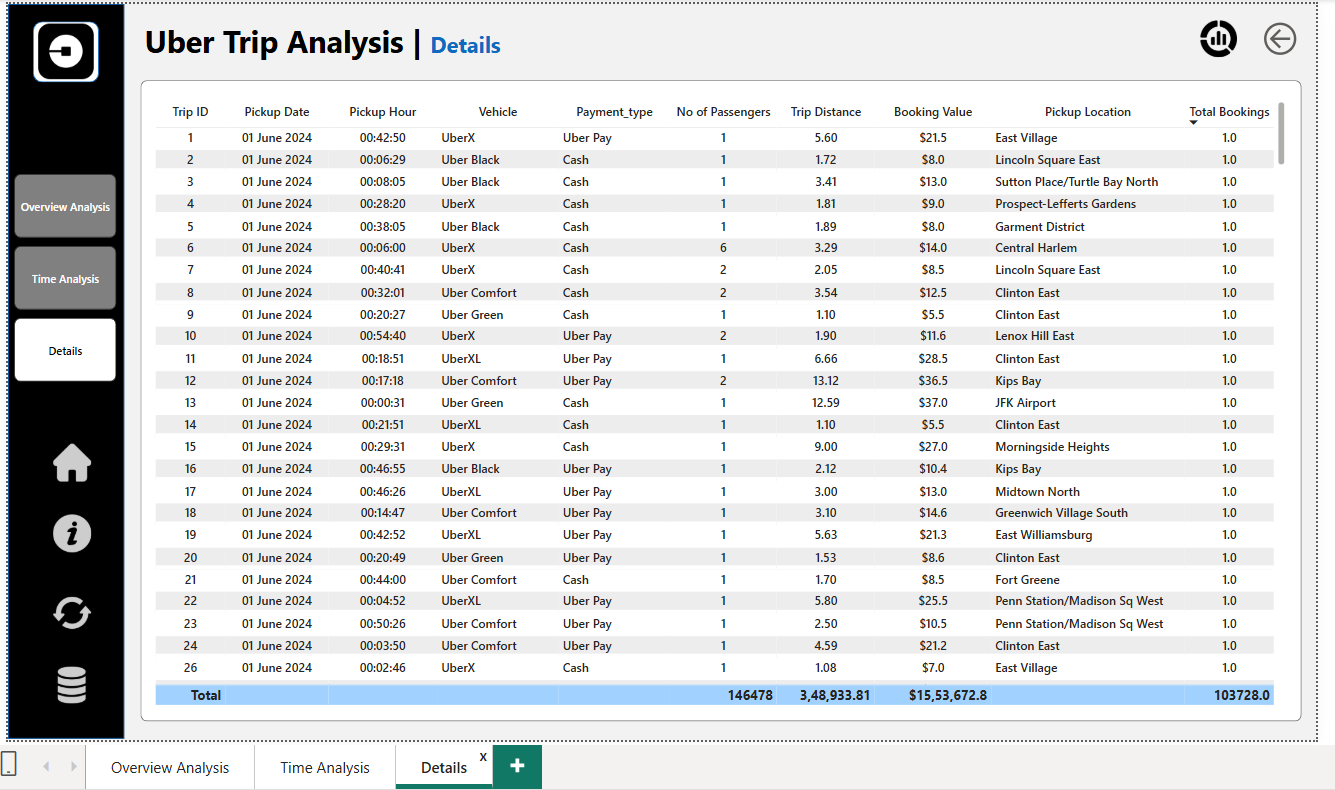 Uber Trip Analysis | Details
Trip ID Pickup Date Pickup Hour Vehicle Payment_type No of Passengers Trip Distance Booking Value Pickup Location Total Bookings
1 01 June 2024 00:42:50 UberX Uber Pay 1 5.60 $21.5 East Village 1.0
2 01 June 2024 00:06:29 Uber Black Cash 1 1.72 $8.0 Lincoln Square East 1.0
3 01 June 2024 00:08:05 Uber Black Cash 1 3.41 $13.0 Sutton Place/Turtle Bay North 1.0
4 01 June 2024 00:28:20 UberX Cash 1 1.81 $9.0 Prospect-Lefferts Gardens 1.0
5 01 June 2024 00:38:05 Uber Black Cash 1 1.89 $8.0 Garment District 1.0
6 01 June 2024 00:06:00 UberX Cash 6 3.29 $14.0 Central Harlem 1.0
7 01 June 2024 00:40:41 UberX Cash 2 2.05 $8.5 Lincoln Square East 1.0
8 01 June 2024 00:32:01 Uber Comfort Cash 2 3.54 $12.5 Clinton East 1.0
9 01 June 2024 00:20:27 Uber Green Cash 1 1.10 $5.5 Clinton East 1.0
10 01 June 2024 00:54:40 UberX Uber Pay 2 1.90 $11.6 Lenox Hill East 1.0
11 01 June 2024 00:18:51 UberXL Uber Pay 1 6.66 $28.5 Clinton East 1.0
12 01 June 2024 00:17:18 Uber Comfort Uber Pay 2 13.12 $36.5 Kips Bay 1.0
13 01 June 2024 00:00:31 Uber Green Cash 1 12.59 $37.0 JFK Airport 1.0
14 01 June 2024 00:21:51 UberXL Cash 1 1.10 $5.5 Clinton East 1.0
15 01 June 2024 00:29:31 UberX Cash 1 9.00 $27.0 Morningside Heights 1.0
16 01 June 2024 00:46:55 Uber Black Uber Pay 1 2.12 $10.4 Kips Bay 1.0
17 01 June 2024 00:46:26 UberXL Uber Pay 1 3.00 $13.0 Midtown North 1.0
18 01 June 2024 00:14:47 Uber Comfort Uber Pay 1 3.10 $14.6 Greenwich Village South 1.0
19 01 June 2024 00:42:52 UberXL Uber Pay 1 5.63 $21.3 East Williamsburg 1.0
20 01 June 2024 00:20:49 Uber Green Uber Pay 1 1.53 $8.6 Clinton East 1.0
21 01 June 2024 00:44:00 Uber Comfort Cash 1 1.70 $8.5 Fort Greene 1.0
22 01 June 2024 00:04:52 UberXL Uber Pay 1 5.80 $25.5 Penn Station/Madison Sq West 1.0
23 01 June 2024 00:50:26 Uber Comfort Uber Pay 1 2.50 $10.5 Penn Station/Madison Sq West 1.0
24 01 June 2024 00:03:50 Uber Comfort Uber Pay 1 4.59 $21.2 Clinton East 1.0
26 01 June 2024 00:02:46 UberX Cash 1 1.08 $7.0 East Village 1.0
Total 146478 3,48,933.81 $15,53,672.8 103728.0
Overview Analysis
Time Analysis
Details
Overview Analysis Time Analysis Details x +